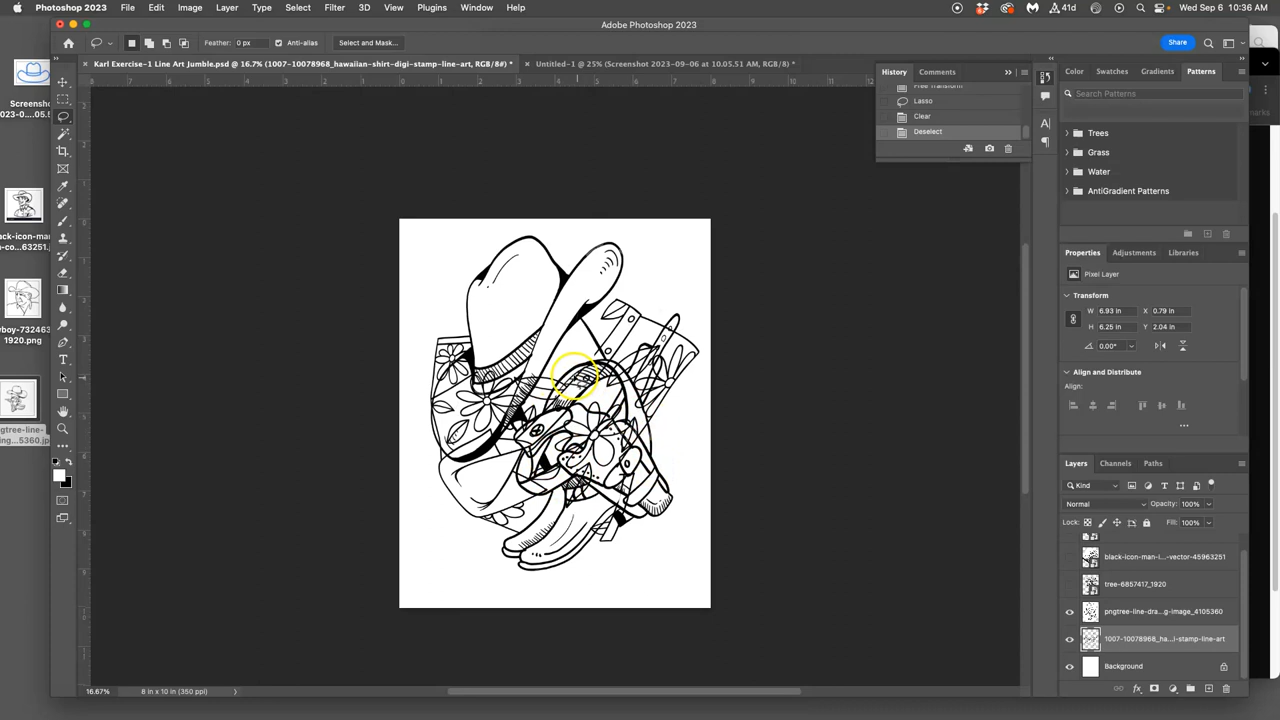 Photoshop 2023 File Edit Image Layer Type Select Filter 3D View Plugins Window Help 41d Wed Sep 6 10:36 AM
Adobe Photoshop 2023
Feather: 0 px Anti-alias Select and Mask... Share
Karl Exercise-1 Line Art Jumble.psd @ 16.7% (1007-10078968_hawaiian-shirt-digi-stamp-line-art, RGB/8#) *
Untitled-1 @ 25% (Screenshot 2023-09-06 at 10.05.51 AM, RGB/8) *
History Comments
Free Transform
Lasso
Clear
Deselect
Color Swatches Gradients Patterns
Search Patterns
Trees
Grass
Water
AntiGradient Patterns
Properties Adjustments Libraries
Pixel Layer
Transform
W 6.93 in X 0.79 in
H 6.25 in Y 2.04 in
0.00°
Align and Distribute
Align:
Layers Channels Paths
Kind
Normal Opacity: 100%
Lock: Fill: 100%
black-icon-man-i...-vector-45963251
tree-6857417_1920
pngtree-line-dra...g-image_4105360
1007-10078968_ha...i-stamp-line-art
Background
16.67% 8 in x 10 in (350 ppi)
Screenshot